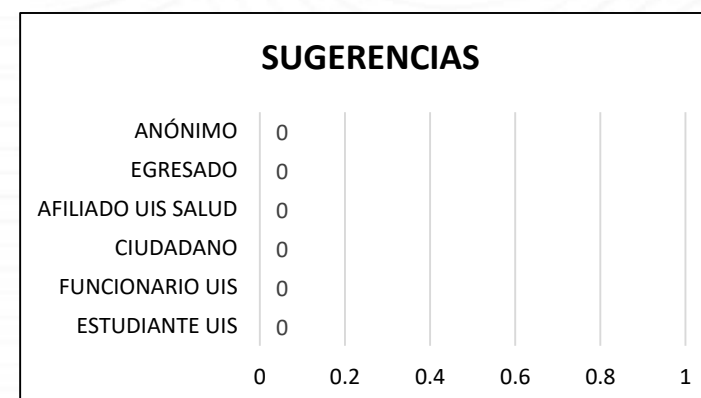 SUGERENCIAS
ANÓNIMO 0
EGRESADO 0
AFILIADO UIS SALUD 0
CIUDADANO 0
FUNCIONARIO UIS 0
ESTUDIANTE UIS 0
0 0.2 0.4 0.6 0.8 1